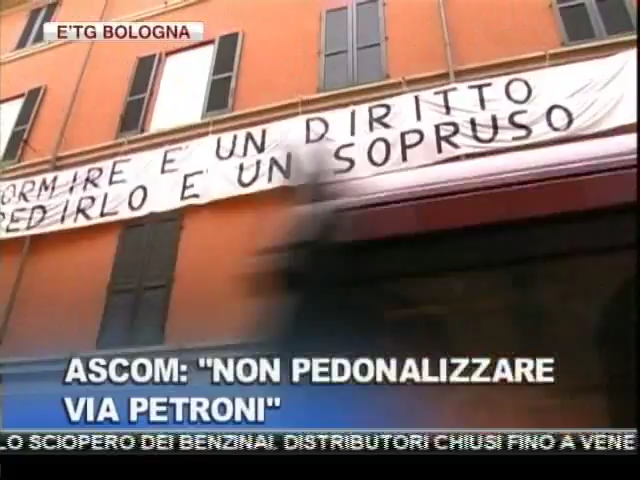 E'TG BOLOGNA
ORMIRE E' UN DIRITTO
PEDIRLO E' UN SOPRUSO
ASCOM: "NON PEDONALIZZARE
VIA PETRONI"
LO SCIOPERO DEI BENZINAI. DISTRIBUTORI CHIUSI FINO A VENE